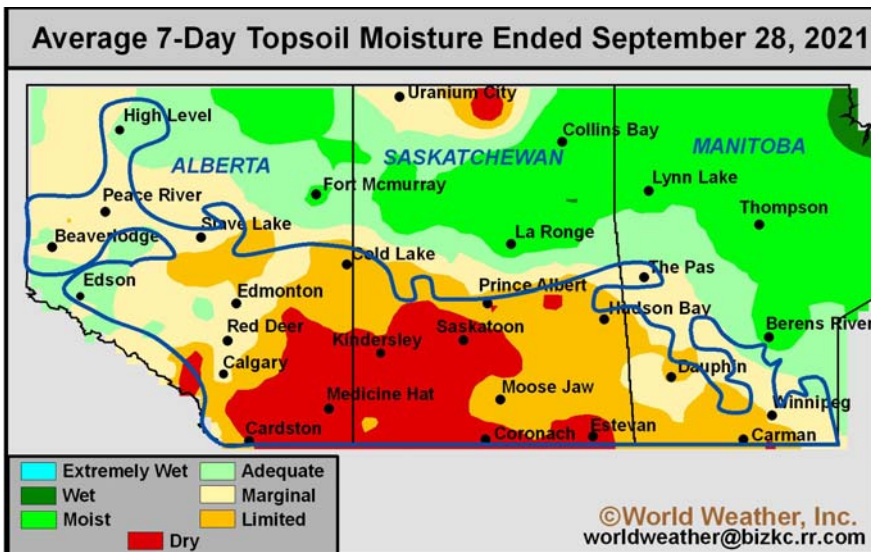 Average 7-Day Topsoil Moisture Ended September 28, 2021
Uranium City
High Level
Collins Bay
ALBERTA
SASKATCHEWAN
MANITOBA
Fort Mcmurray
Lynn Lake
Peace River
Thompson
Slave Lake
Beaverlodge
La Ronge
Cold Lake
The Pas
Edson
Edmonton
Prince Albert
Hudson Bay
Red Deer
Kindersley
Saskatoon
Berens River
Calgary
Dauphin
Medicine Hat
Moose Jaw
Winnipeg
Cardston
Coronach
Estevan
Carman
Extremely Wet
Adequate
Wet
Marginal
Moist
Limited
Dry
©World Weather, Inc.
worldweather@bizkc.rr.com